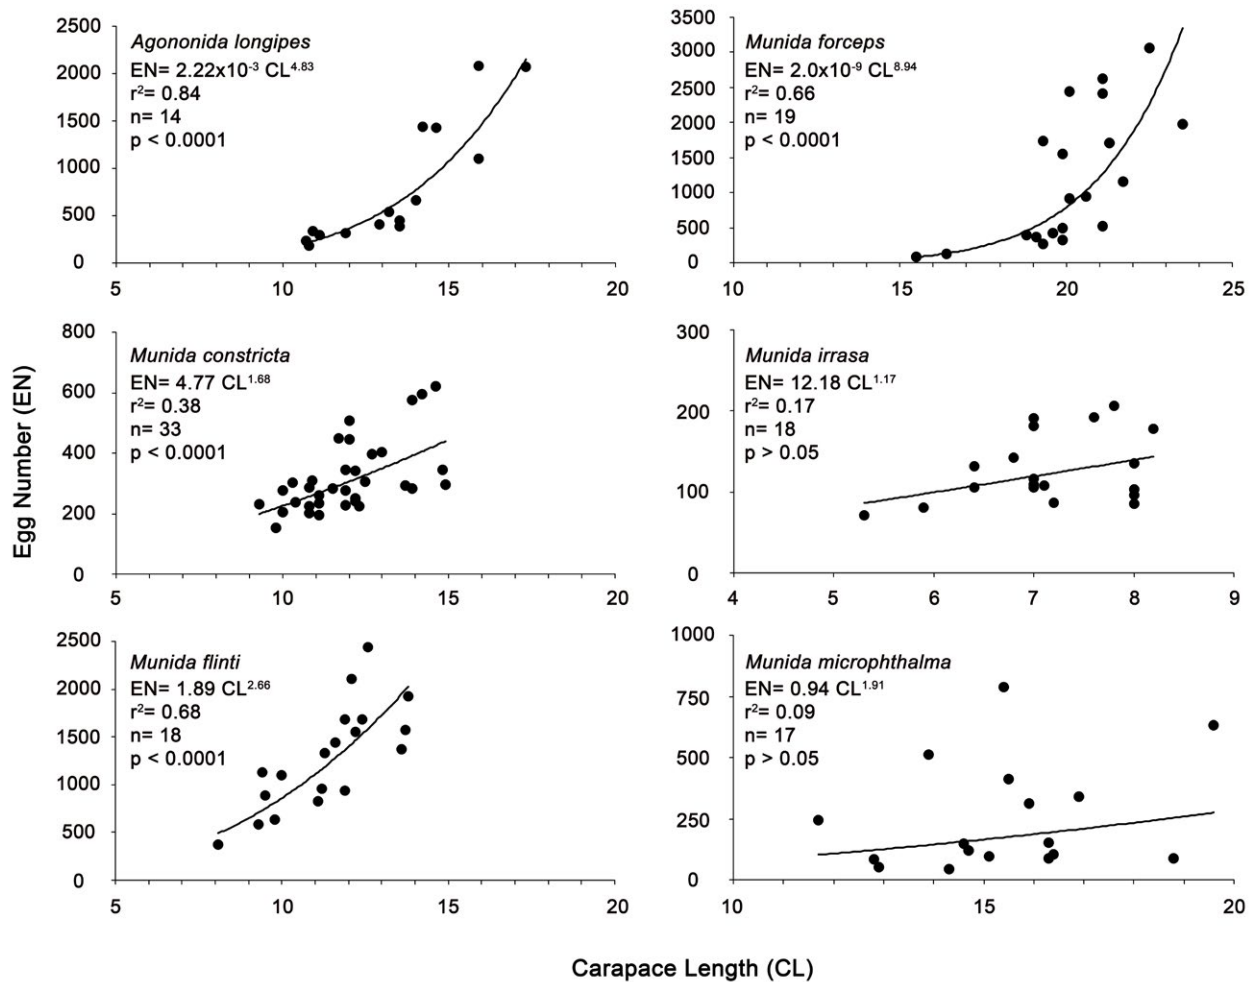 Agononida longipes
EN= 2.22x10⁻³ CL⁴·⁸³
r²= 0.84
n= 14
p < 0.0001
2500
2000
1500
1000
500
0
5 10 15 20
Munida forceps
EN= 2.0x10⁻⁹ CL⁸·⁹⁴
r²= 0.66
n= 19
p < 0.0001
3500
3000
2500
2000
1500
1000
500
0
10 15 20 25
Egg Number (EN)
Munida constricta
EN= 4.77 CL¹·⁶⁸
r²= 0.38
n= 33
p < 0.0001
800
600
400
200
0
5 10 15 20
Munida irrasa
EN= 12.18 CL¹·¹⁷
r²= 0.17
n= 18
p > 0.05
300
200
100
0
4 5 6 7 8 9
Munida flinti
EN= 1.89 CL²·⁶⁶
r²= 0.68
n= 18
p < 0.0001
2500
2000
1500
1000
500
0
5 10 15 20
Munida microphthalma
EN= 0.94 CL¹·⁹¹
r²= 0.09
n= 17
p > 0.05
1000
750
500
250
0
10 15 20
Carapace Length (CL)